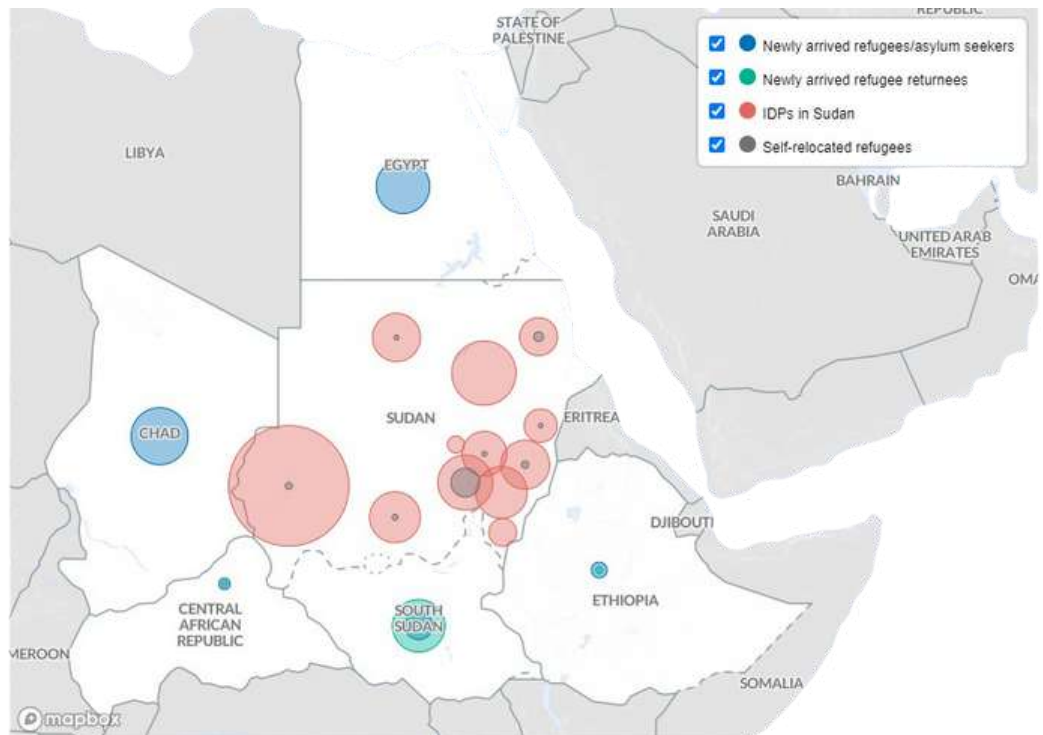 REPUBLIC
STATE OF
PALESTINE
Newly arrived refugees/asylum seekers
Newly arrived refugee returnees
IDPs in Sudan
Self-relocated refugees
LIBYA
EGYPT
BAHRAIN
SAUDI
ARABIA
UNITED ARAB
EMIRATES
OMA
SUDAN
ERITREA
CHAD
DJIBOUTI
CENTRAL
AFRICAN
REPUBLIC
SOUTH
SUDAN
ETHIOPIA
MEROON
SOMALIA
mapbox